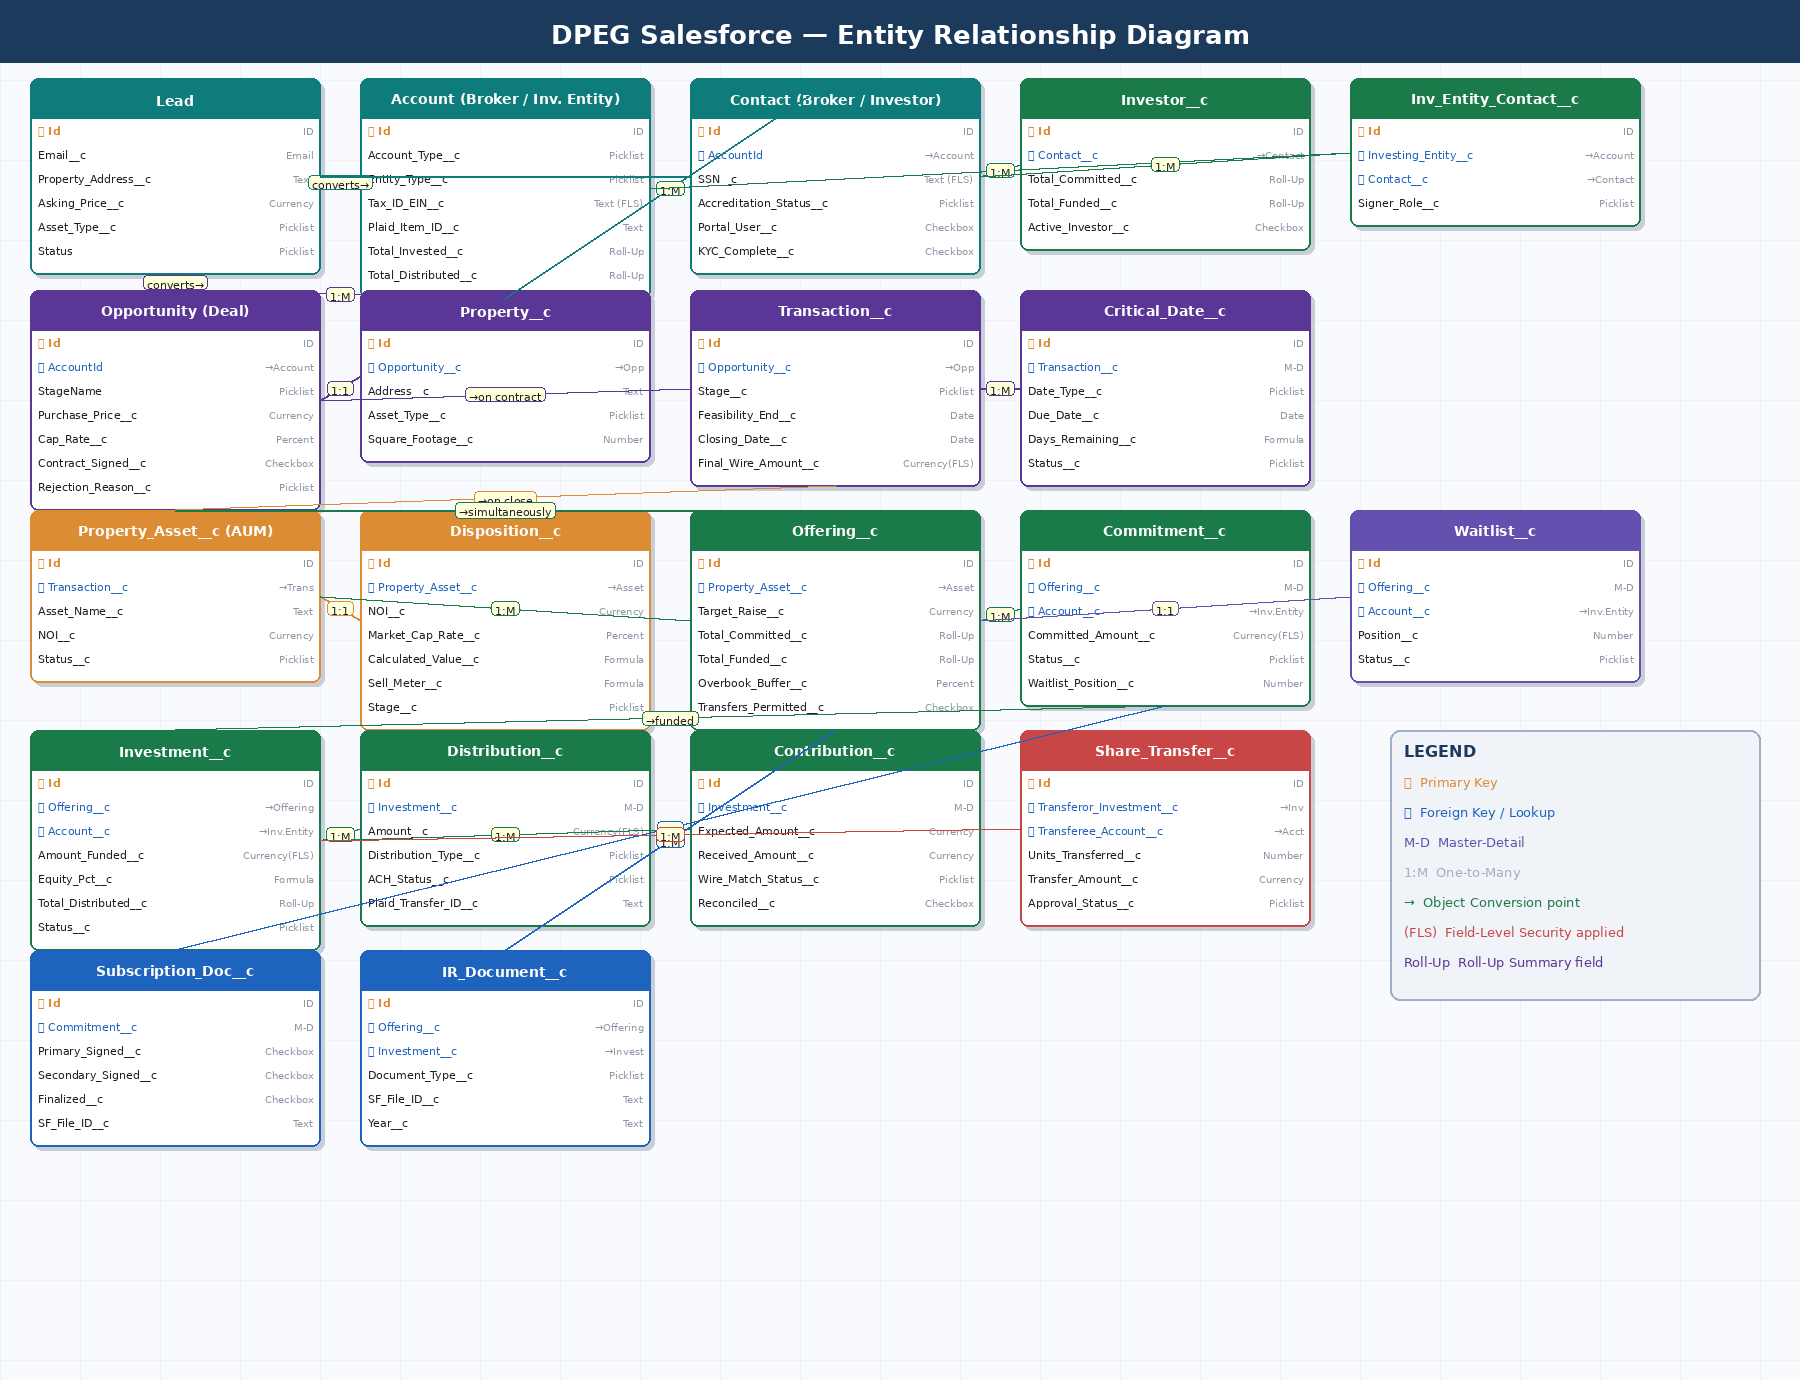 DPEG Salesforce — Entity Relationship Diagram
Lead
Id ID
Email__c Email
Property_Address__c Text
Asking_Price__c Currency
Asset_Type__c Picklist
Status Picklist
Account (Broker / Inv. Entity)
Id ID
Account_Type__c Picklist
Entity_Type__c Picklist
Tax_ID_EIN__c Text (FLS)
Plaid_Item_ID__c Text
Total_Invested__c Roll-Up
Total_Distributed__c Roll-Up
Contact (Broker / Investor)
Id ID
AccountId →Account
SSN__c Text (FLS)
Accreditation_Status__c Picklist
Portal_User__c Checkbox
KYC_Complete__c Checkbox
Investor__c
Id ID
Contact__c →Contact
Total_Committed__c Roll-Up
Total_Funded__c Roll-Up
Active_Investor__c Checkbox
Inv_Entity_Contact__c
Id ID
Investing_Entity__c →Account
Contact__c →Contact
Signer_Role__c Picklist
converts→
1:M
1:M
1:M
converts→
1:M
Opportunity (Deal)
Id ID
AccountId →Account
StageName Picklist
Purchase_Price__c Currency
Cap_Rate__c Percent
Contract_Signed__c Checkbox
Rejection_Reason__c Picklist
Property__c
Id ID
Opportunity__c →Opp
Address__c Text
Asset_Type__c Picklist
Square_Footage__c Number
Transaction__c
Id ID
Opportunity__c →Opp
Stage__c Picklist
Feasibility_End__c Date
Closing_Date__c Date
Final_Wire_Amount__c Currency(FLS)
Critical_Date__c
Id ID
Transaction__c M-D
Date_Type__c Picklist
Due_Date__c Date
Days_Remaining__c Formula
Status__c Picklist
1:1
→on contract
1:M
→on close
→simultaneously
Property_Asset__c (AUM)
Id ID
Transaction__c →Trans
Asset_Name__c Text
NOI__c Currency
Status__c Picklist
Disposition__c
Id ID
Property_Asset__c →Asset
NOI__c Currency
Market_Cap_Rate__c Percent
Calculated_Value__c Formula
Sell_Meter__c Formula
Stage__c Picklist
Offering__c
Id ID
Property_Asset__c →Asset
Target_Raise__c Currency
Total_Committed__c Roll-Up
Total_Funded__c Roll-Up
Overbook_Buffer__c Percent
Transfers_Permitted__c Checkbox
Commitment__c
Id ID
Offering__c M-D
Account__c →Inv.Entity
Committed_Amount__c Currency(FLS)
Status__c Picklist
Waitlist_Position__c Number
Waitlist__c
Id ID
Offering__c M-D
Account__c →Inv.Entity
Position__c Number
Status__c Picklist
1:1
1:M
1:M
1:1
→funded
Investment__c
Id ID
Offering__c →Offering
Account__c →Inv.Entity
Amount_Funded__c Currency(FLS)
Equity_Pct__c Formula
Total_Distributed__c Roll-Up
Status__c Picklist
Distribution__c
Id ID
Investment__c M-D
Amount__c Currency(FLS)
Distribution_Type__c Picklist
ACH_Status__c Picklist
Plaid_Transfer_ID__c Text
Contribution__c
Id ID
Investment__c M-D
Expected_Amount__c Currency
Received_Amount__c Currency
Wire_Match_Status__c Picklist
Reconciled__c Checkbox
Share_Transfer__c
Id ID
Transferor_Investment__c →Inv
Transferee_Account__c →Acct
Units_Transferred__c Number
Transfer_Amount__c Currency
Approval_Status__c Picklist
1:M
1:M
1:M
LEGEND
Primary Key
Foreign Key / Lookup
M-D Master-Detail
1:M One-to-Many
→ Object Conversion point
(FLS) Field-Level Security applied
Roll-Up Roll-Up Summary field
Subscription_Doc__c
Id ID
Commitment__c M-D
Primary_Signed__c Checkbox
Secondary_Signed__c Checkbox
Finalized__c Checkbox
SF_File_ID__c Text
IR_Document__c
Id ID
Offering__c →Offering
Investment__c →Invest
Document_Type__c Picklist
SF_File_ID__c Text
Year__c Text